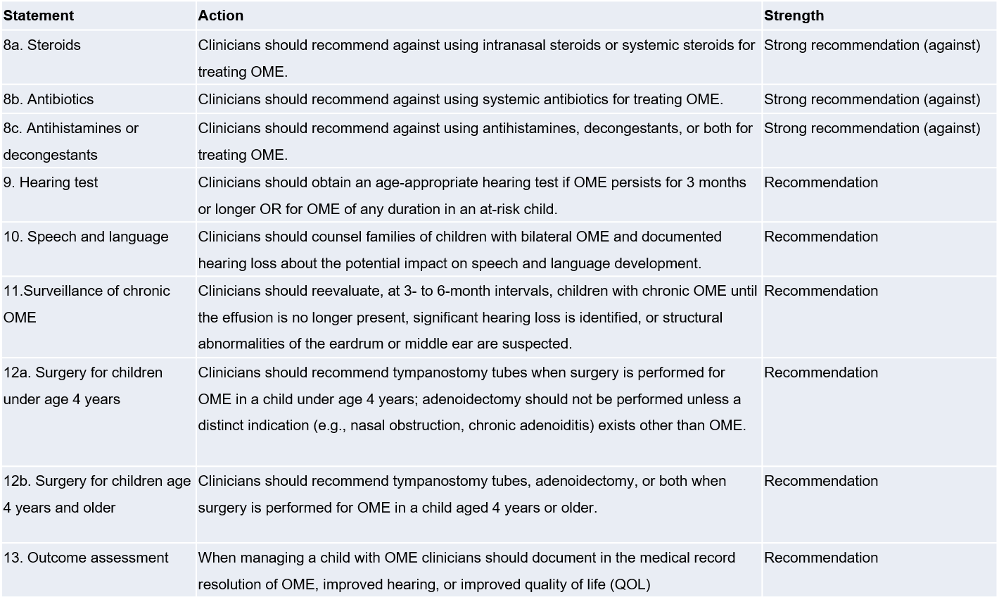 Statement Action Strength
8a. Steroids Clinicians should recommend against using intranasal steroids or systemic steroids for Strong recommendation (against)
treating OME.
8b. Antibiotics Clinicians should recommend against using systemic antibiotics for treating OME. Strong recommendation (against)
8c. Antihistamines or Clinicians should recommend against using antihistamines, decongestants, or both for Strong recommendation (against)
decongestants treating OME.
9. Hearing test Clinicians should obtain an age-appropriate hearing test if OME persists for 3 months Recommendation
or longer OR for OME of any duration in an at-risk child.
10. Speech and language Clinicians should counsel families of children with bilateral OME and documented Recommendation
hearing loss about the potential impact on speech and language development.
11.Surveillance of chronic Clinicians should reevaluate, at 3- to 6-month intervals, children with chronic OME until Recommendation
OME the effusion is no longer present, significant hearing loss is identified, or structural
abnormalities of the eardrum or middle ear are suspected.
12a. Surgery for children Clinicians should recommend tympanostomy tubes when surgery is performed for Recommendation
under age 4 years OME in a child under age 4 years; adenoidectomy should not be performed unless a
distinct indication (e.g., nasal obstruction, chronic adenoiditis) exists other than OME.
12b. Surgery for children age Clinicians should recommend tympanostomy tubes, adenoidectomy, or both when Recommendation
4 years and older surgery is performed for OME in a child aged 4 years or older.
13. Outcome assessment When managing a child with OME clinicians should document in the medical record Recommendation
resolution of OME, improved hearing, or improved quality of life (QOL)